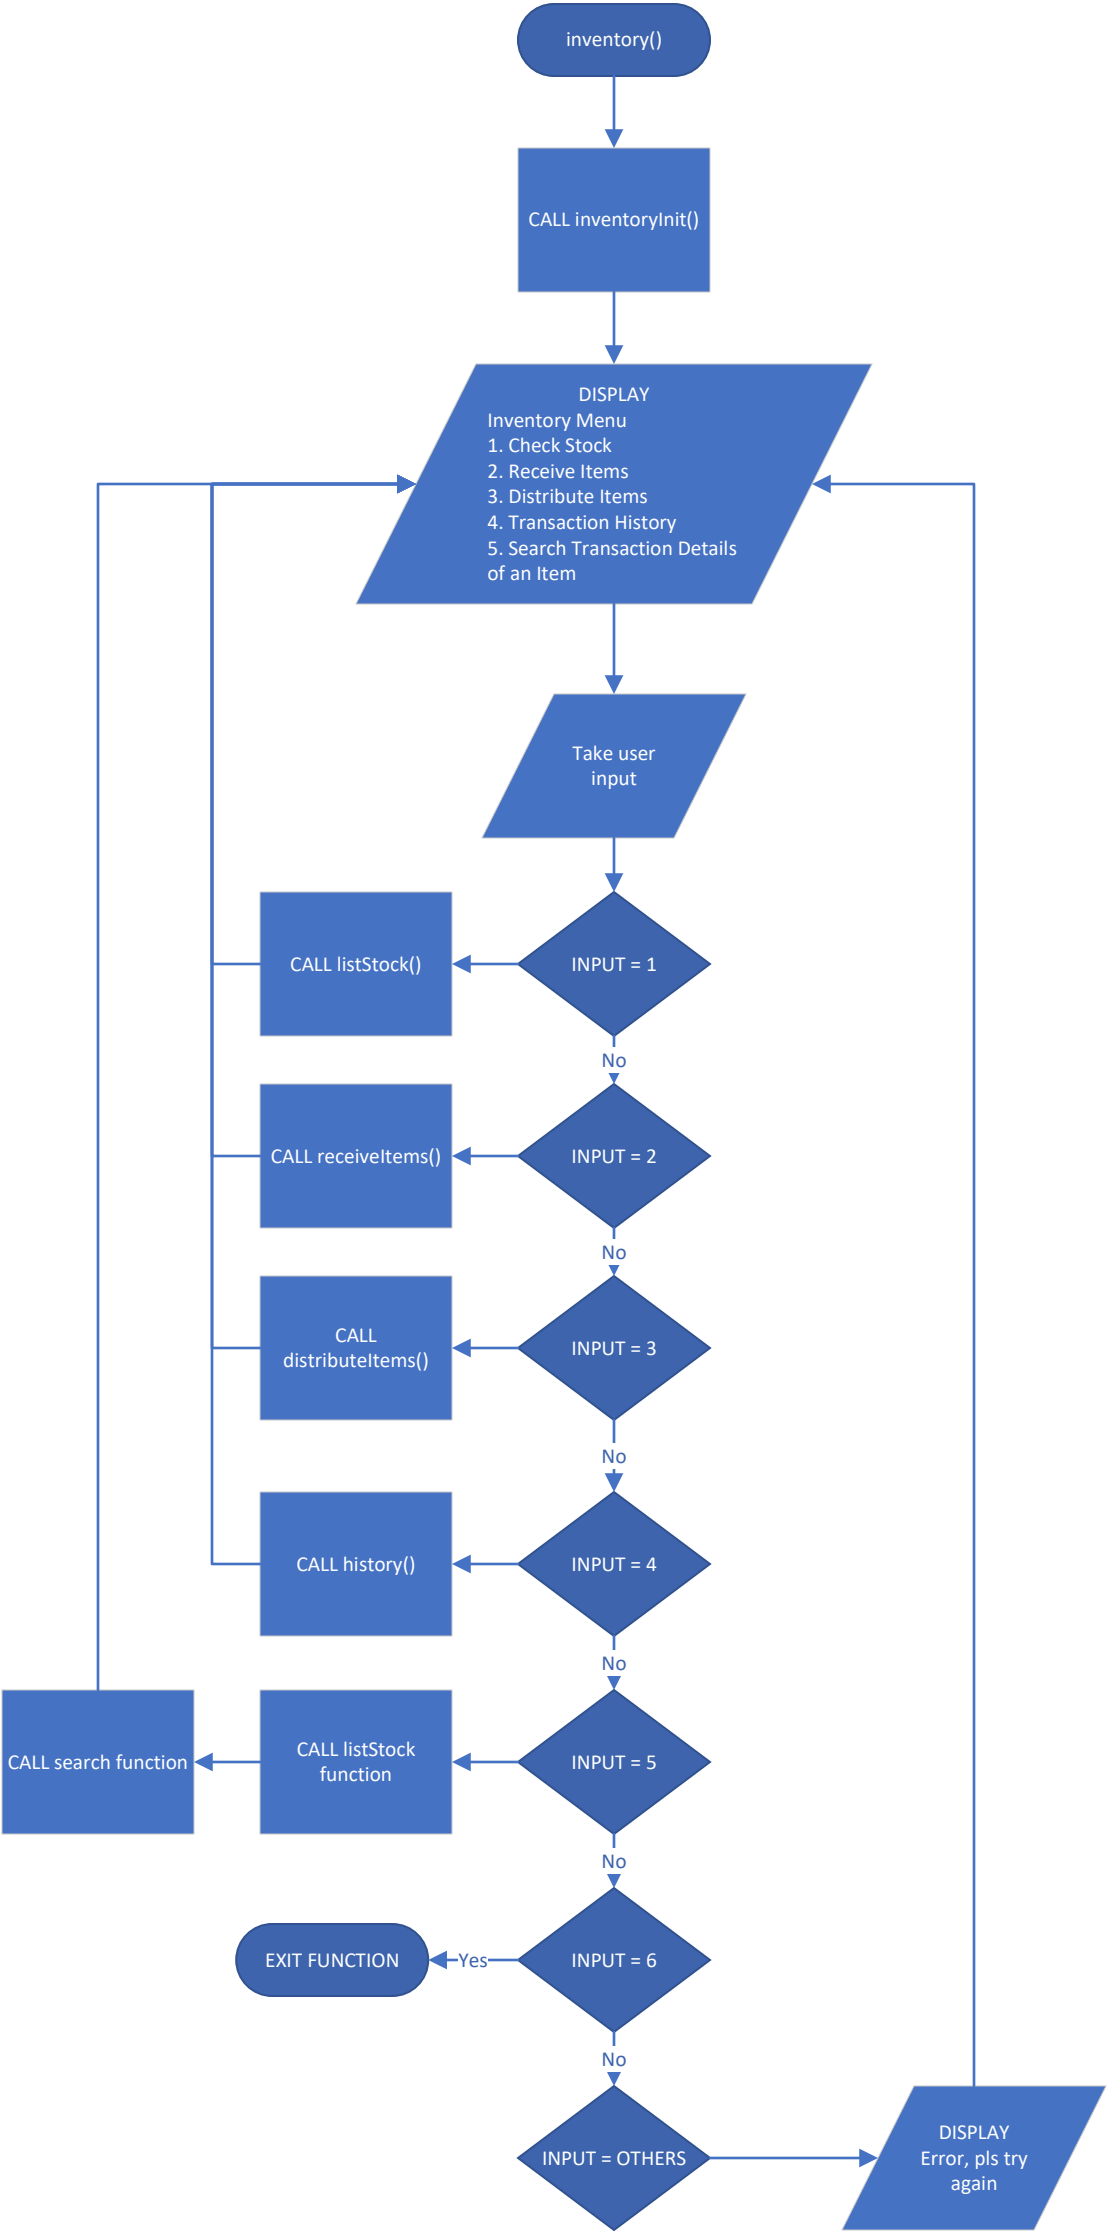 inventory()
CALL inventoryInit()
DISPLAY
Inventory Menu
1. Check Stock
2. Receive Items
3. Distribute Items
4. Transaction History
5. Search Transaction Details
of an Item
Take user
input
CALL listStock()
INPUT = 1
No
CALL receiveItems()
INPUT = 2
No
CALL
distributeItems()
INPUT = 3
No
CALL history()
INPUT = 4
No
CALL search function
CALL listStock
function
INPUT = 5
No
EXIT FUNCTION
Yes
INPUT = 6
No
INPUT = OTHERS
DISPLAY
Error, pls try
again